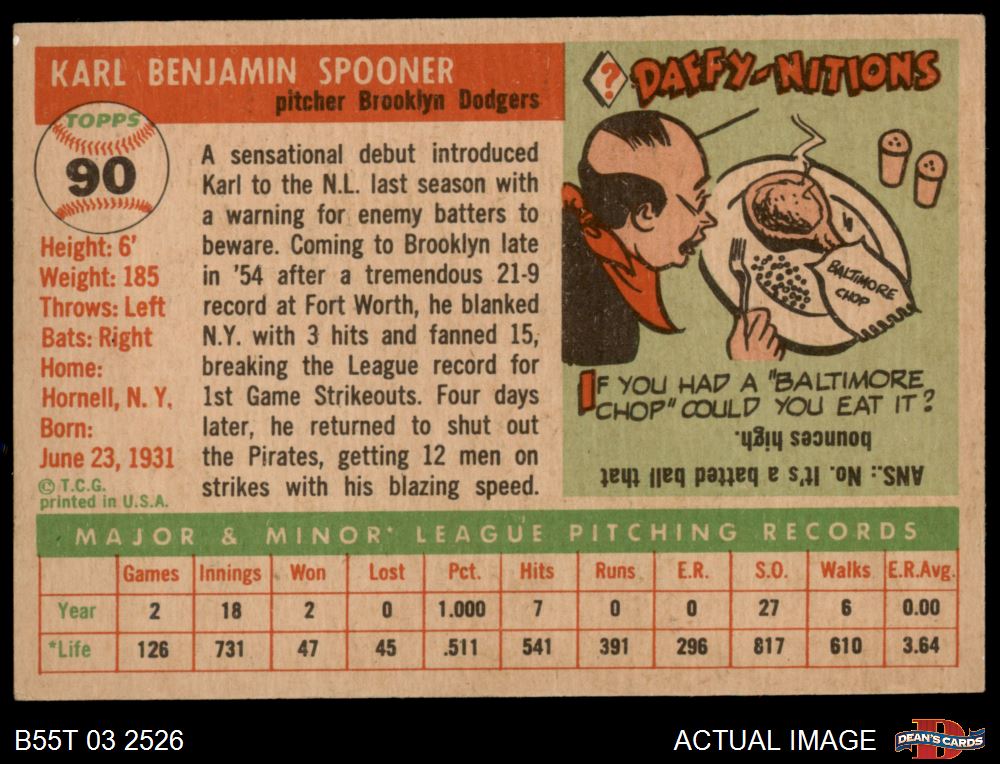 KARL BENJAMIN SPOONER
pitcher Brooklyn Dodgers
TOPPS
90
Height: 6'
Weight: 185
Throws: Left
Bats: Right
Home:
Hornell, N. Y.
Born:
June 23, 1931
© T.C.G.
printed in U.S.A.
A sensational debut introduced
Karl to the N.L. last season with
a warning for enemy batters to
beware. Coming to Brooklyn late
in '54 after a tremendous 21-9
record at Fort Worth, he blanked
N.Y. with 3 hits and fanned 15,
breaking the League record for
1st Game Strikeouts. Four days
later, he returned to shut out
the Pirates, getting 12 men on
strikes with his blazing speed.
? DAFFY-NITIONS
BALTIMORE
CHOP
IF YOU HAD A "BALTIMORE
CHOP" COULD YOU EAT IT?
ANS.: No. It's a batted ball that
bounces high.
MAJOR & MINOR* LEAGUE PITCHING RECORDS
Games Innings Won Lost Pct. Hits Runs E.R. S.O. Walks E.R.Avg.
Year 2 18 2 0 1.000 7 0 0 27 6 0.00
*Life 126 731 47 45 .511 541 391 296 817 610 3.64
B55T 03 2526
ACTUAL IMAGE
DEAN'S CARDS